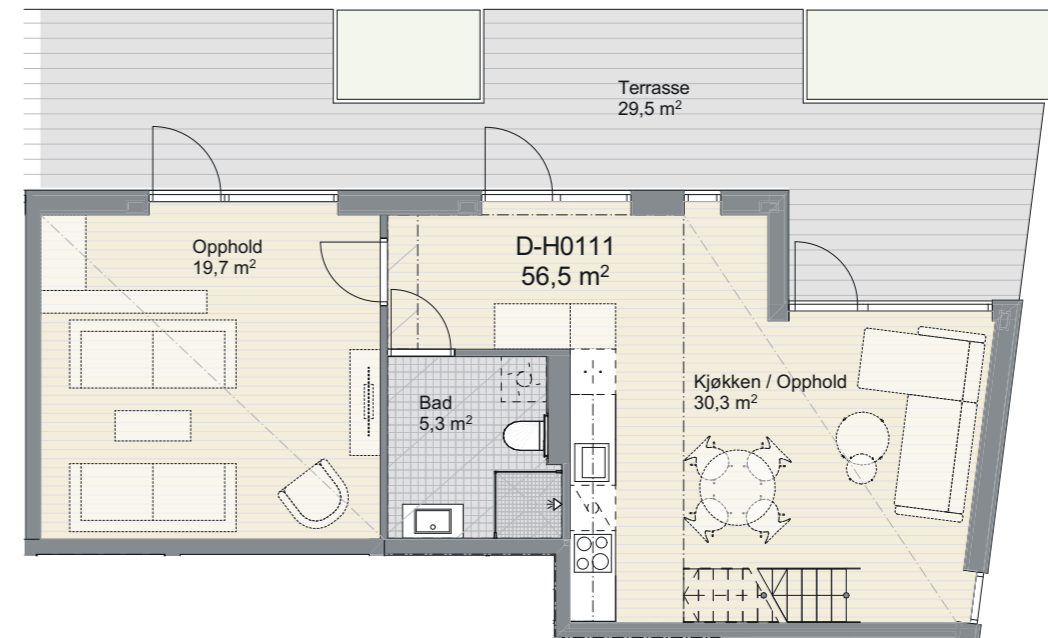 Terrasse
29,5 m²
Opphold
19,7 m²
D-H0111
56,5 m²
Bad
5,3 m²
Kjøkken / Opphold
30,3 m²